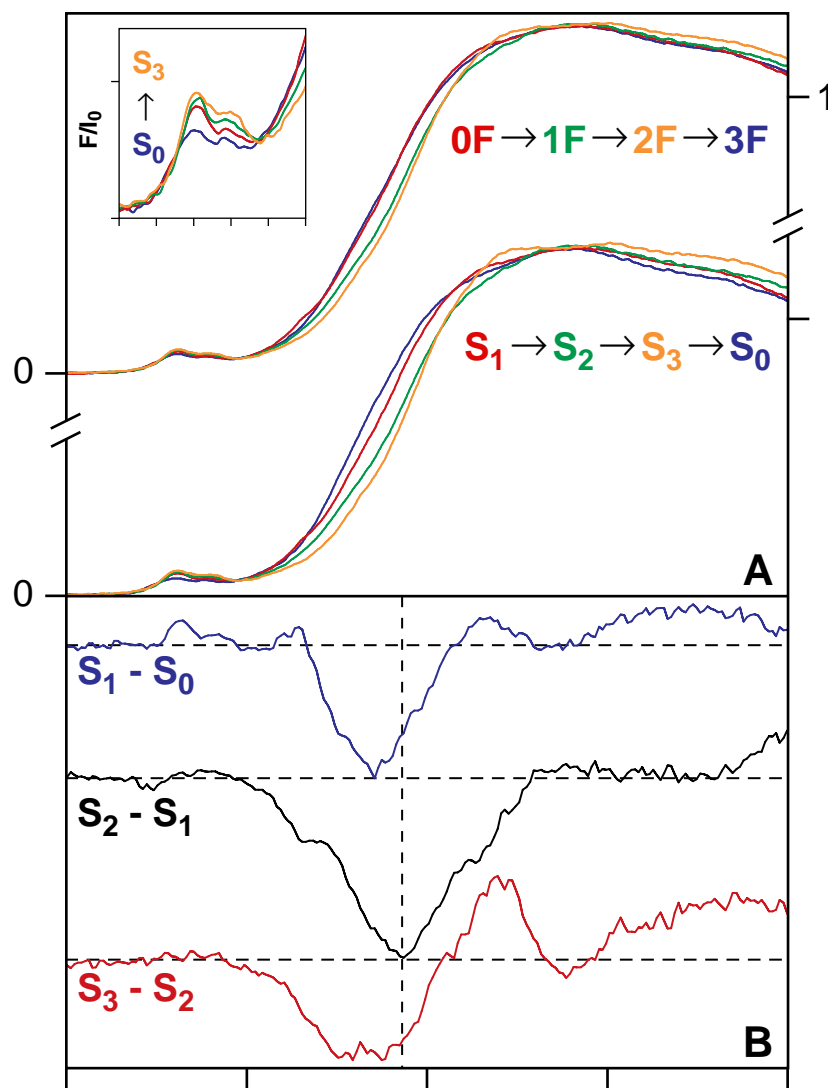 F/I0
S3
↑
S0
1
0F→1F→2F→3F
0
S1→S2→S3→S0
0
A
S1 - S0
S2 - S1
S3 - S2
B